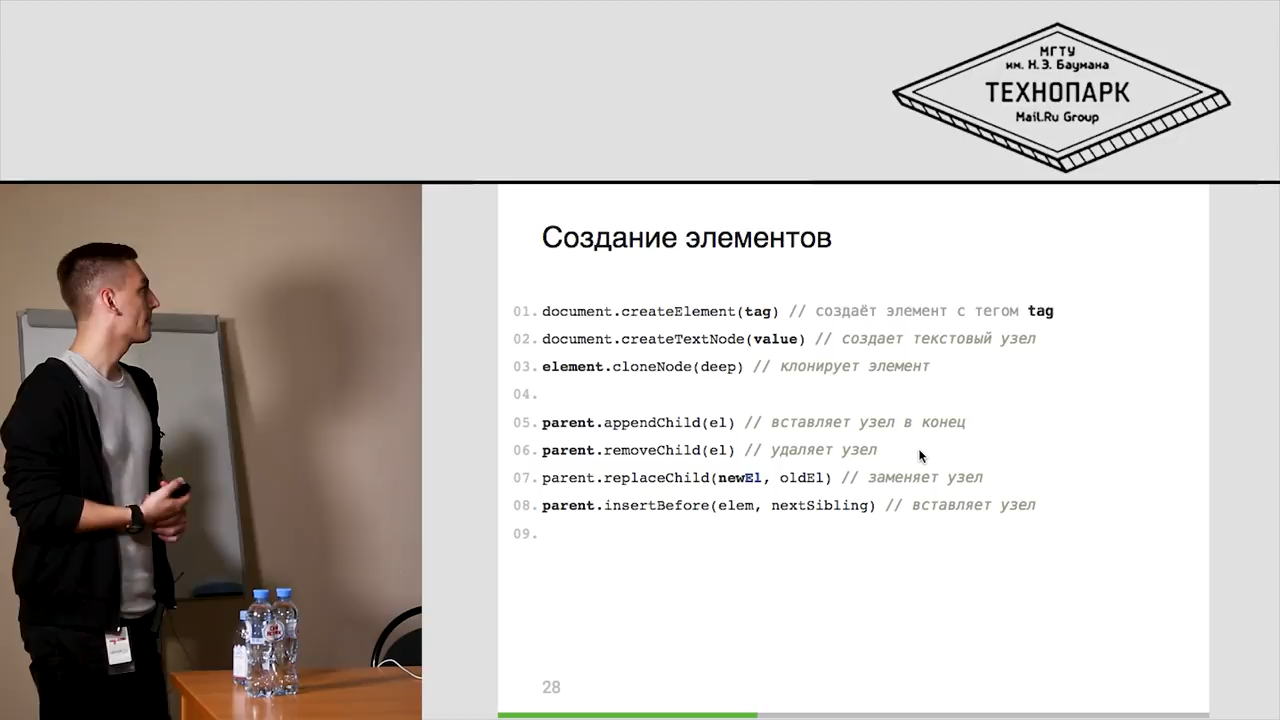 МГТУ
им. Н.Э. Баумана
ТЕХНОПАРК
Mail.Ru Group
Создание элементов
01. document.createElement(tag) // создаёт элемент с тегом tag
02. document.createTextNode(value) // создает текстовый узел
03. element.cloneNode(deep) // клонирует элемент
04.
05. parent.appendChild(el) // вставляет узел в конец
06. parent.removeChild(el) // удаляет узел
07. parent.replaceChild(newEl, oldEl) // заменяет узел
08. parent.insertBefore(elem, nextSibling) // вставляет узел
09.
28